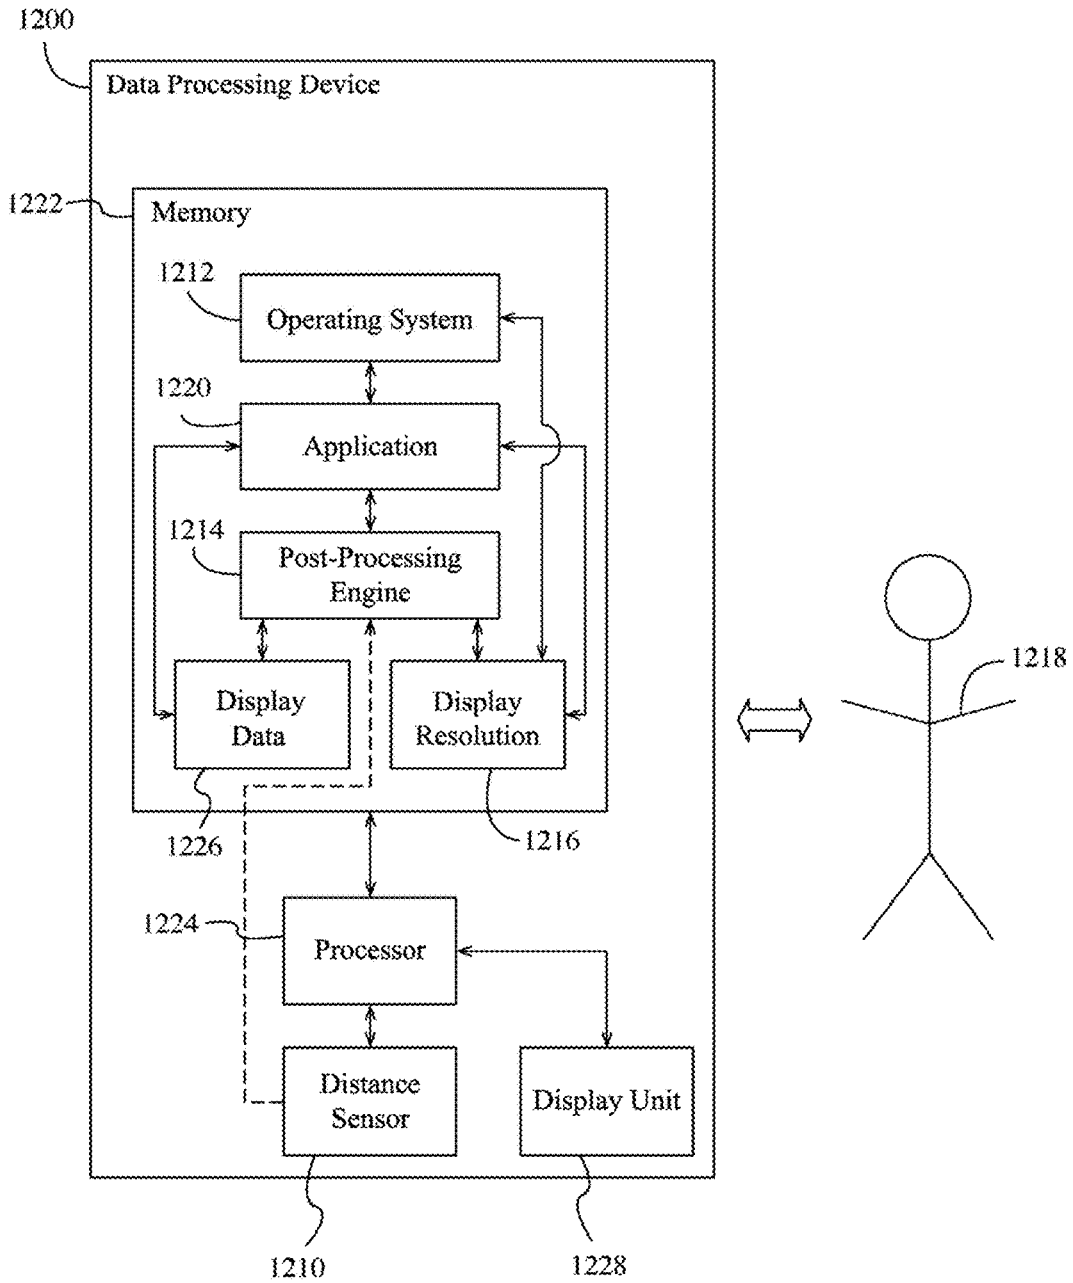 1200
Data Processing Device
1222
Memory
1212
Operating System
1220
Application
1214
Post-Processing
Engine
1218
Display
Data
Display
Resolution
1226
1216
1224
Processor
Distance
Sensor
Display Unit
1210
1228